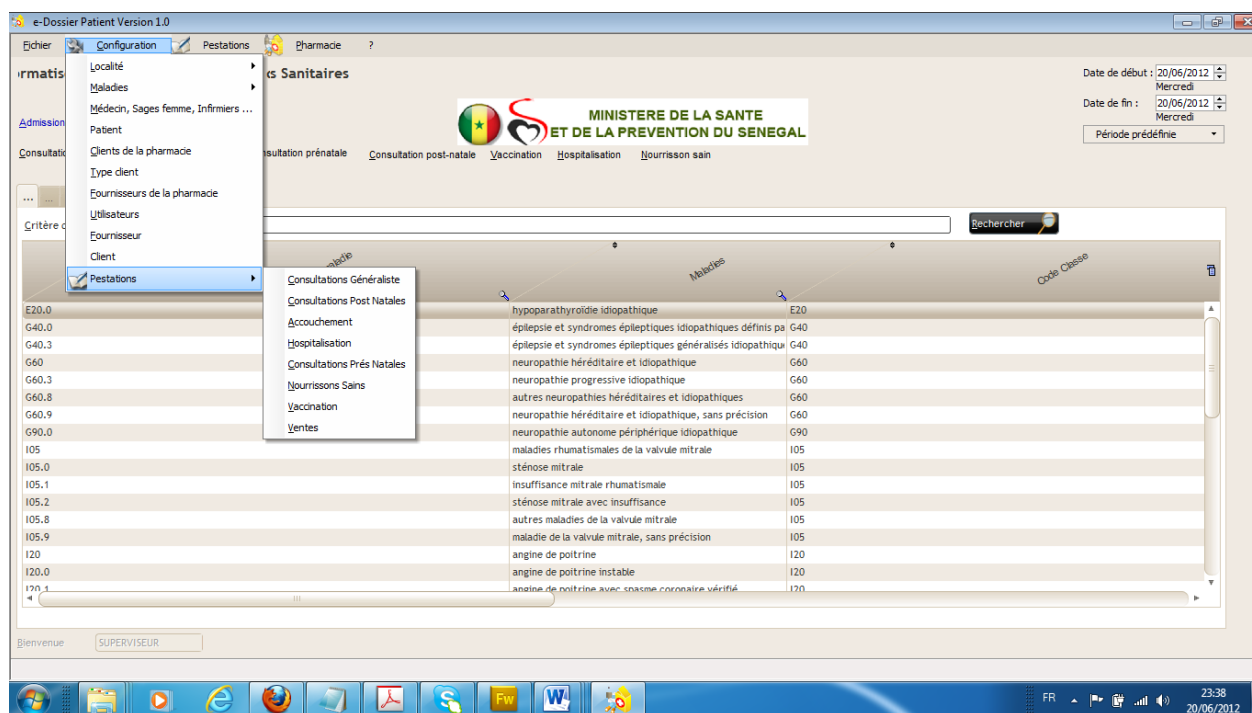 e-Dossier Patient Version 1.0
Fichier Configuration Pestations Pharmacie ?
Localité
Maladies
Médecin, Sages femme, Infirmiers ...
Patient
Clients de la pharmacie
Type client
Fournisseurs de la pharmacie
Utilisateurs
Fournisseur
Client
Pestations
Consultations Généraliste
Consultations Post Natales
Accouchement
Hospitalisation
Consultations Prés Natales
Nourrissons Sains
Vaccination
Ventes
Sanitaires
Date de début : 20/06/2012
Mercredi
Date de fin : 20/06/2012
Mercredi
Période prédéfinie
MINISTERE DE LA SANTE
ET DE LA PREVENTION DU SENEGAL
Admission
prénatale Consultation post-natale Vaccination Hospitalisation Nourrisson sain
... ...
Critère
Rechercher
Maladies Code Classe
E20.0 hypoparathyroïdie idiopathique E20
G40.0 épilepsie et syndromes épileptiques idiopathiques définis pa G40
G40.3 épilepsie et syndromes épileptiques généralisés idiopathiqu G40
G60 neuropathie héréditaire et idiopathique G60
G60.3 neuropathie progressive idiopathique G60
G60.8 autres neuropathies héréditaires et idiopathiques G60
G60.9 neuropathie héréditaire et idiopathique, sans précision G60
G90.0 neuropathie autonome périphérique idiopathique G90
I05 maladies rhumatismales de la valvule mitrale I05
I05.0 sténose mitrale I05
I05.1 insuffisance mitrale rhumatismale I05
I05.2 sténose mitrale avec insuffisance I05
I05.8 autres maladies de la valvule mitrale I05
I05.9 maladie de la valvule mitrale, sans précision I05
I20 angine de poitrine I20
I20.0 angine de poitrine instable I20
I20.1 angine de poitrine avec spasme coronaire vérifié I20
Bienvenue SUPERVISEUR
Fw W FR 23:38
20/06/2012